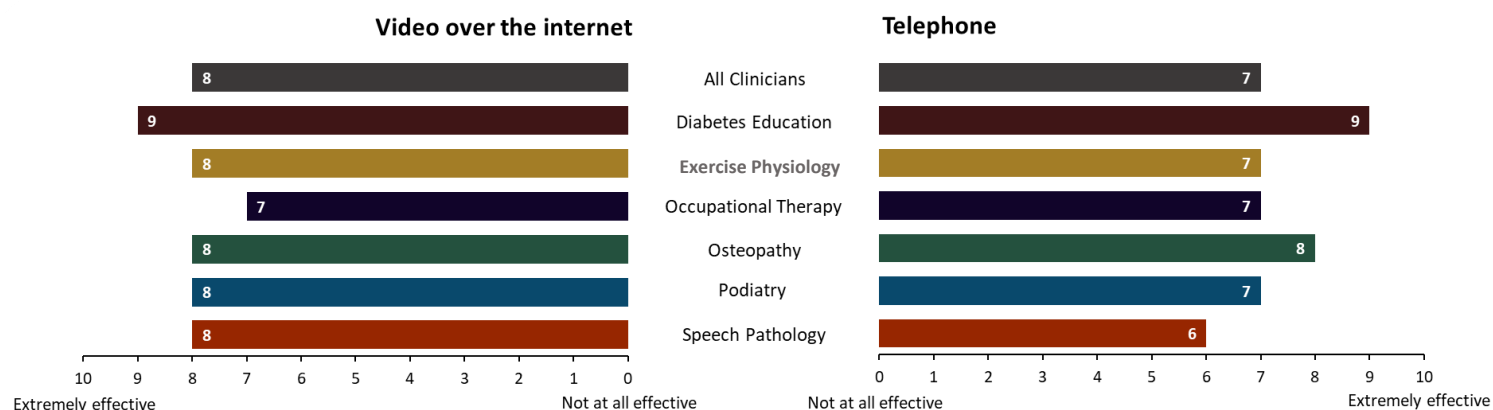 Video over the internet Telephone
8 All Clinicians 7
9 Diabetes Education 9
8 Exercise Physiology 7
7 Occupational Therapy 7
8 Osteopathy 8
8 Podiatry 7
8 Speech Pathology 6
10 9 8 7 6 5 4 3 2 1 0 0 1 2 3 4 5 6 7 8 9 10
Extremely effective Not at all effective Not at all effective Extremely effective